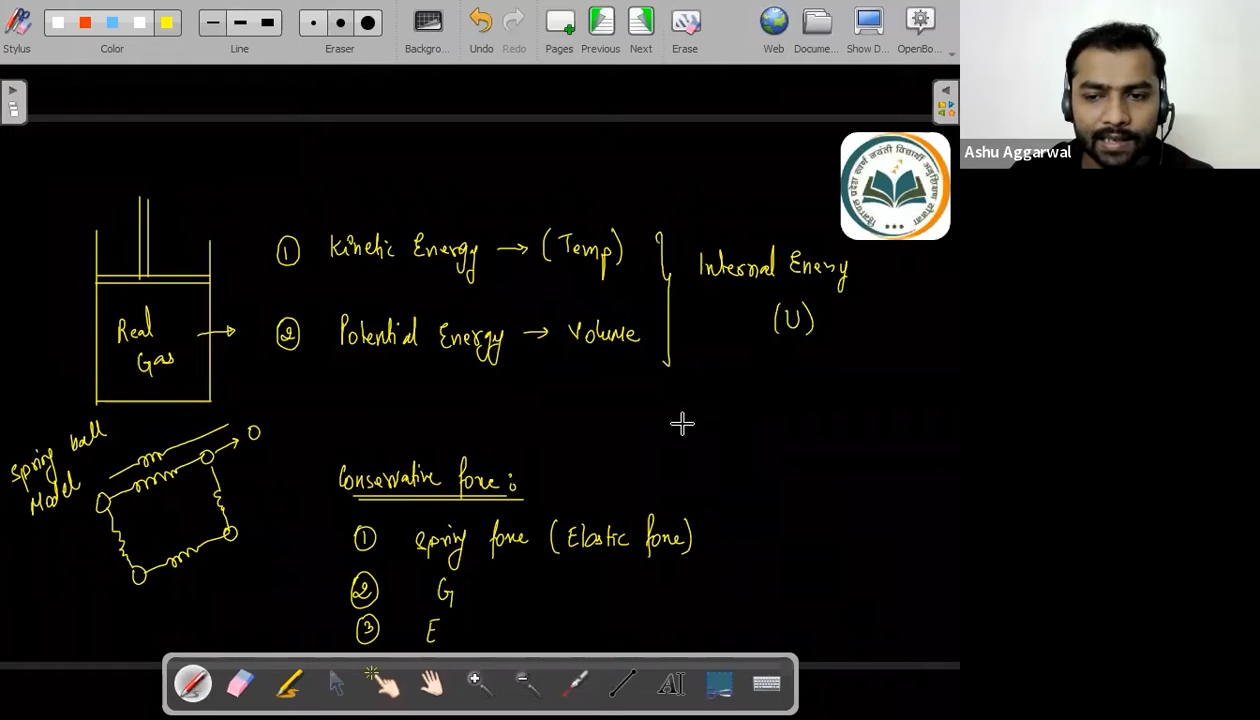 Stylus
Color
Line
Eraser
Backgro...
Undo
Redo
Pages
Previous
Next
Erase
Web
Docume...
Show D...
OpenBo...
Ashu Aggarwal
① Kinetic Energy → (Temp)
Internal Energy
(U)
Real
Gas
② Potential Energy → Volume
Spring ball
Model
Conservative force :
① Spring force (Elastic force)
② G
③ E